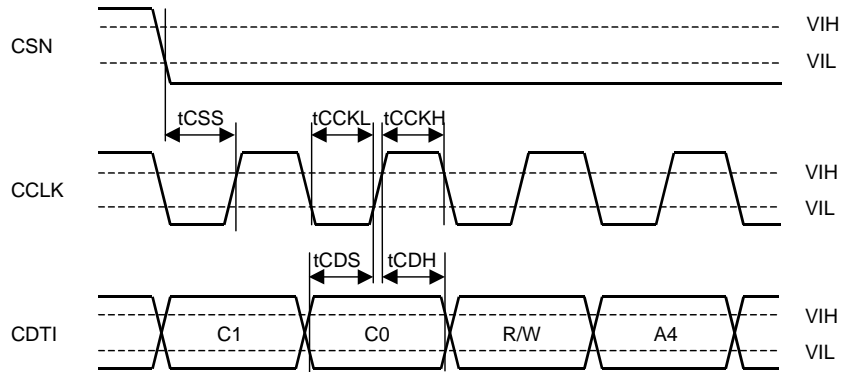 VIH
CSN
VIL
tCSS tCCKL tCCKH
VIH
CCLK
VIL
tCDS tCDH
VIH
CDTI C1 C0 R/W A4
VIL